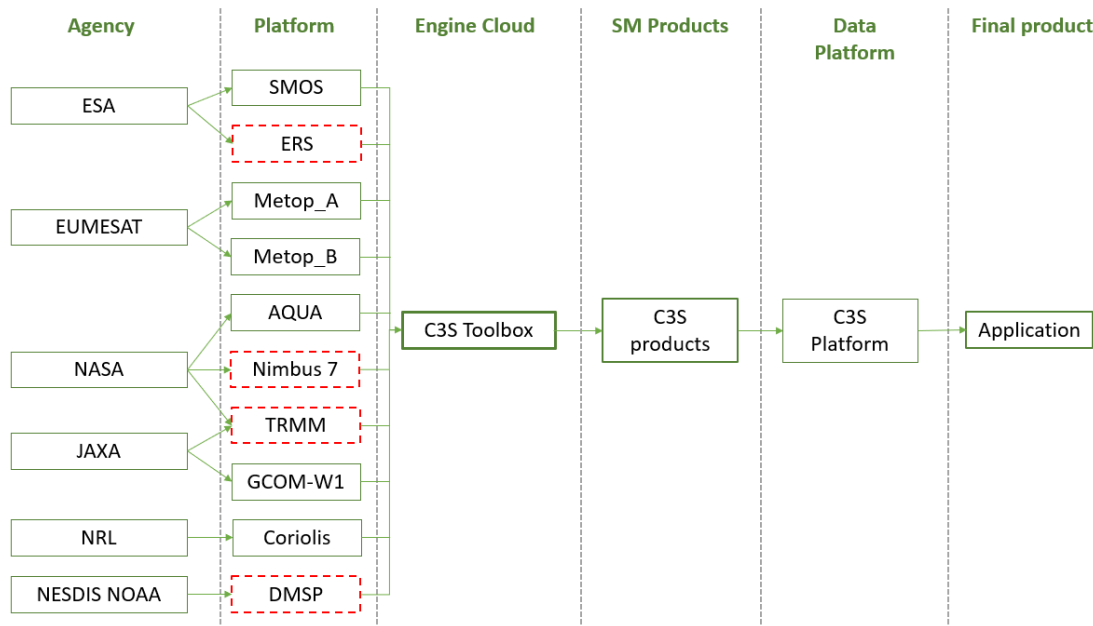 Agency
Platform
Engine Cloud
SM Products
Data
Platform
Final product
ESA
SMOS
ERS
EUMESAT
Metop_A
Metop_B
NASA
AQUA
Nimbus 7
TRMM
JAXA
GCOM-W1
NRL
Coriolis
NESDIS NOAA
DMSP
C3S Toolbox
C3S
products
C3S
Platform
Application